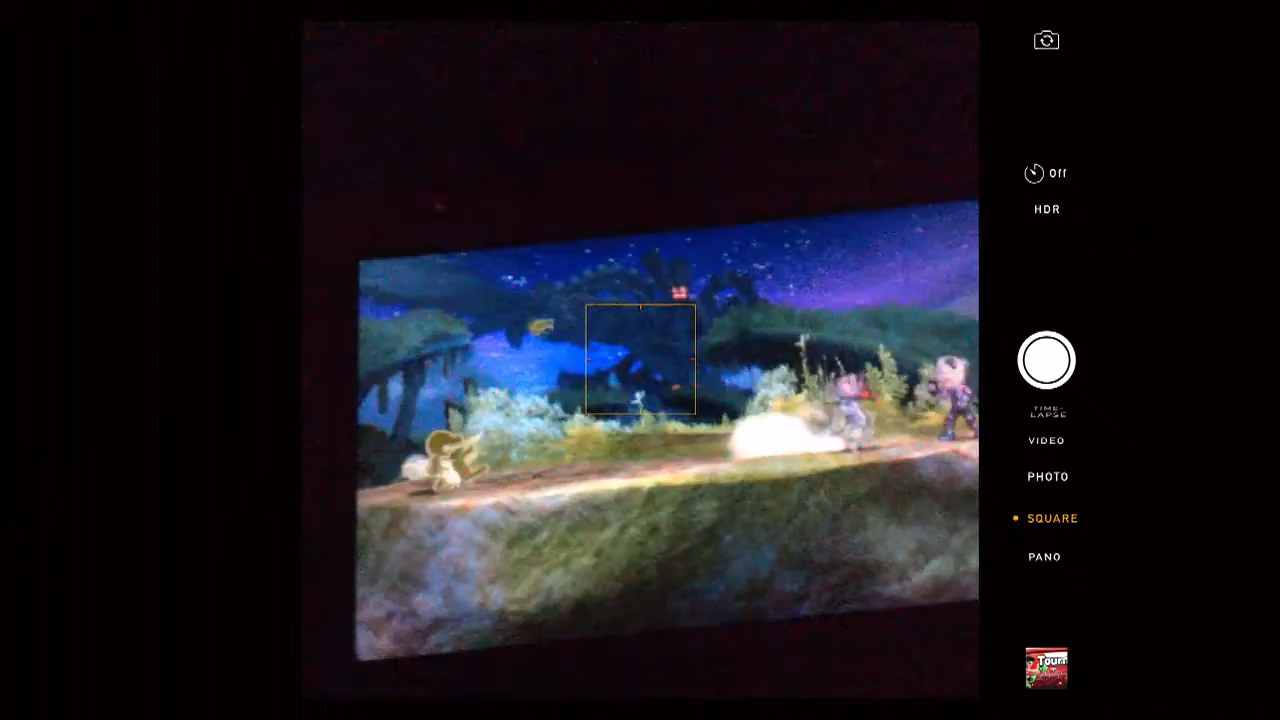 Off
HDR
TIME-
LAPSE
VIDEO
PHOTO
SQUARE
PANO
Tourn